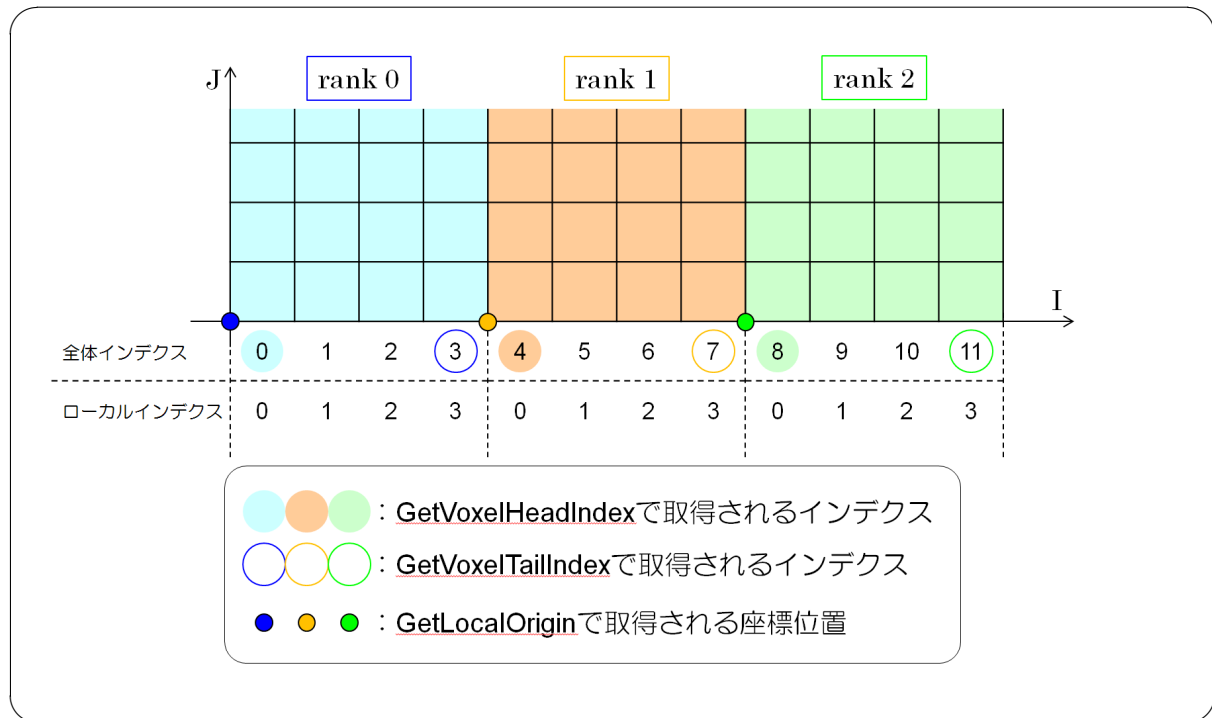 J rank 0 rank 1 rank 2
I
全体インデクス 0 1 2 3 4 5 6 7 8 9 10 11
ローカルインデクス 0 1 2 3 0 1 2 3 0 1 2 3
：GetVoxelHeadIndexで取得されるインデクス
：GetVoxelTailIndexで取得されるインデクス
：GetLocalOriginで取得される座標位置